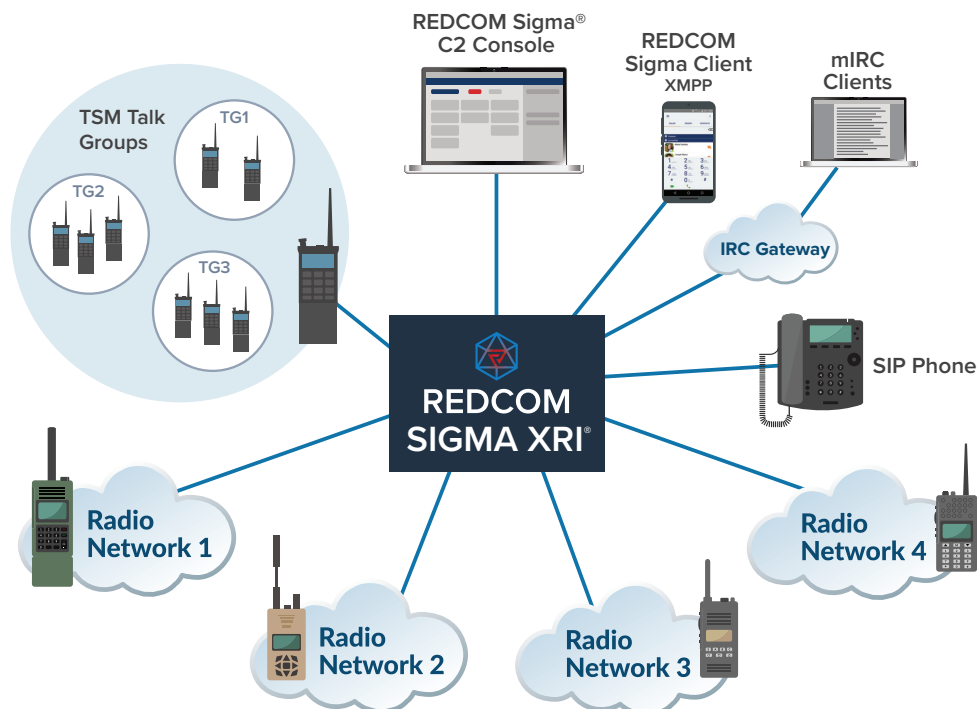 REDCOM Sigma®
C2 Console
REDCOM
Sigma Client
XMPP
mIRC
Clients
TSM Talk
Groups
TG1
TG2
TG3
IRC Gateway
SIP Phone
REDCOM
SIGMA XRI®
Radio
Network 1
Radio
Network 2
Radio
Network 3
Radio
Network 4